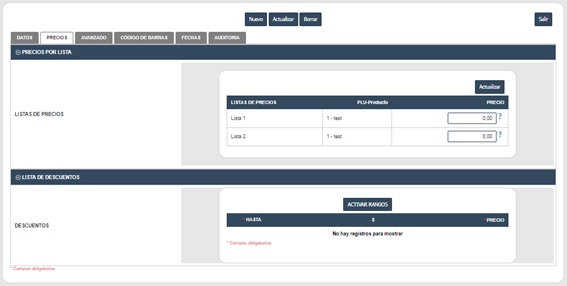 Nuevo Actualizar Borrar Salir
DATOS PRECIOS AVANZADO CÓDIGO DE BARRAS FECHAS AUDITORIA
PRECIOS POR LISTA
LISTAS DE PRECIOS
Actualizar
LISTAS DE PRECIOS PLU-Producto PRECIO
Lista 1 1 - test 0.00 ?
Lista 2 1 - test 0.00 ?
LISTA DE DESCUENTOS
DESCUENTOS
ACTIVAR RANGOS
* HASTA * PRECIO
No hay registros para mostrar
* Campos obligatorios
* Campos obligatorios